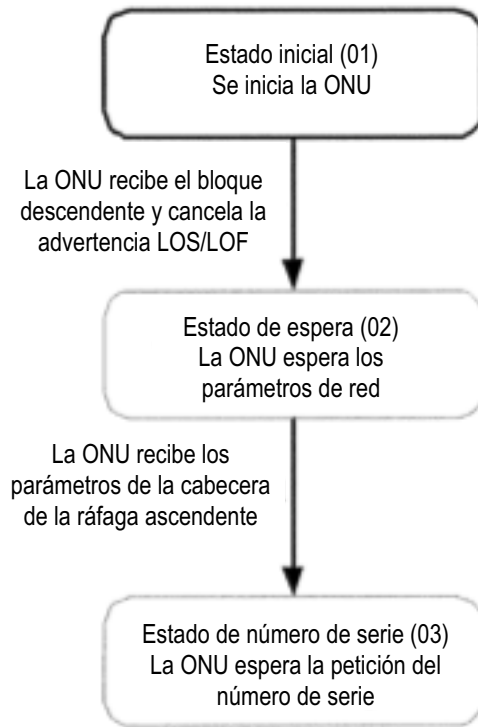 Estado inicial (01)
Se inicia la ONU
La ONU recibe el bloque
descendente y cancela la
advertencia LOS/LOF
Estado de espera (02)
La ONU espera los
parámetros de red
La ONU recibe los
parámetros de la cabecera
de la ráfaga ascendente
Estado de número de serie (03)
La ONU espera la petición del
número de serie